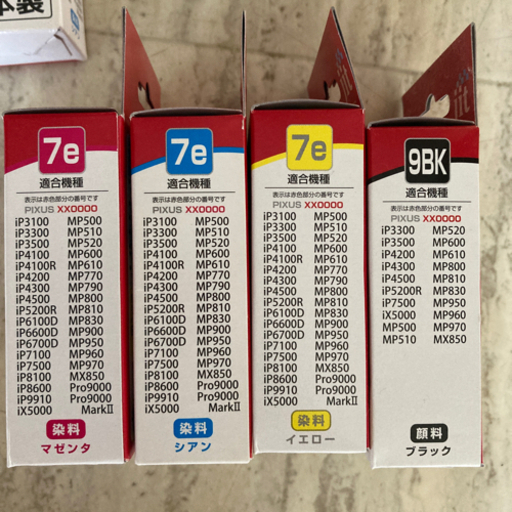 本製
7e
適合機種
表示は赤色部分の番号です
PIXUS XX0000
iP3100 MP500
iP3300 MP510
iP3500 MP520
iP4100 MP600
iP4100R MP610
iP4200 MP770
iP4300 MP790
iP4500 MP800
iP5200R MP810
iP6100D MP830
iP6600D MP900
iP6700D MP950
iP7100 MP960
iP7500 MP970
iP8100 MX850
iP8600 Pro9000
iP9910 Pro9000
iX5000 MarkII
染料
マゼンタ
7e
適合機種
表示は赤色部分の番号です
PIXUS XX0000
iP3100 MP500
iP3300 MP510
iP3500 MP520
iP4100 MP600
iP4100R MP610
iP4200 MP770
iP4300 MP790
iP4500 MP800
iP5200R MP810
iP6100D MP830
iP6600D MP900
iP6700D MP950
iP7100 MP960
iP7500 MP970
iP8100 MX850
iP8600 Pro9000
iP9910 Pro9000
iX5000 MarkII
染料
シアン
7e
適合機種
表示は赤色部分の番号です
PIXUS XX0000
iP3100 MP500
iP3300 MP510
iP3500 MP520
iP4100 MP600
iP4100R MP610
iP4200 MP770
iP4300 MP790
iP4500 MP800
iP5200R MP810
iP6100D MP830
iP6600D MP900
iP6700D MP950
iP7100 MP960
iP7500 MP970
iP8100 MX850
iP8600 Pro9000
iP9910 Pro9000
iX5000 MarkII
染料
イエロー
9BK
適合機種
表示は赤色部分の番号です
PIXUS XX0000
iP3300 MP520
iP3500 MP600
iP4200 MP610
iP4300 MP800
iP4500 MP810
iP5200R MP830
iP7500 MP950
iX5000 MP960
MP500 MP970
MP510 MX850
顔料
ブラック